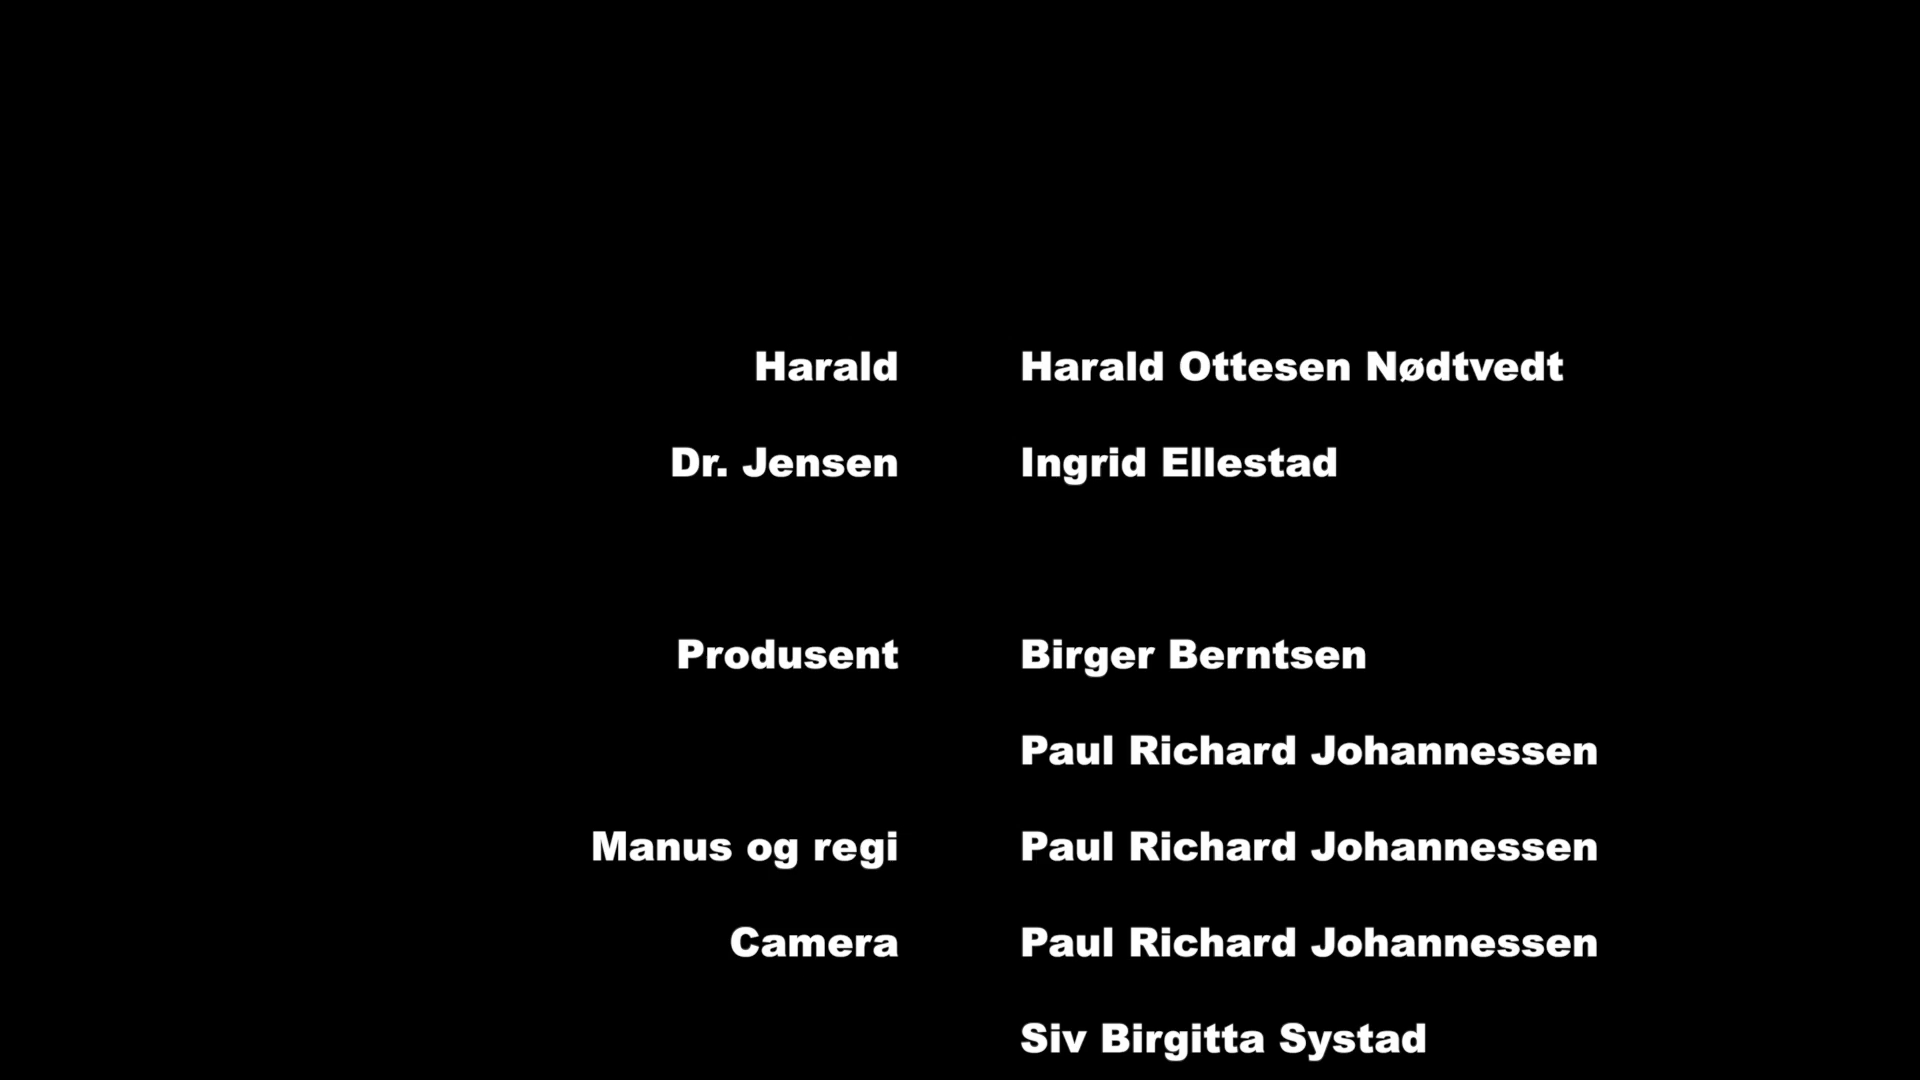 Harald Harald Ottesen Nødtvedt
Dr. Jensen Ingrid Ellestad
Produsent Birger Berntsen
Paul Richard Johannessen
Manus og regi Paul Richard Johannessen
Camera Paul Richard Johannessen
Siv Birgitta Systad